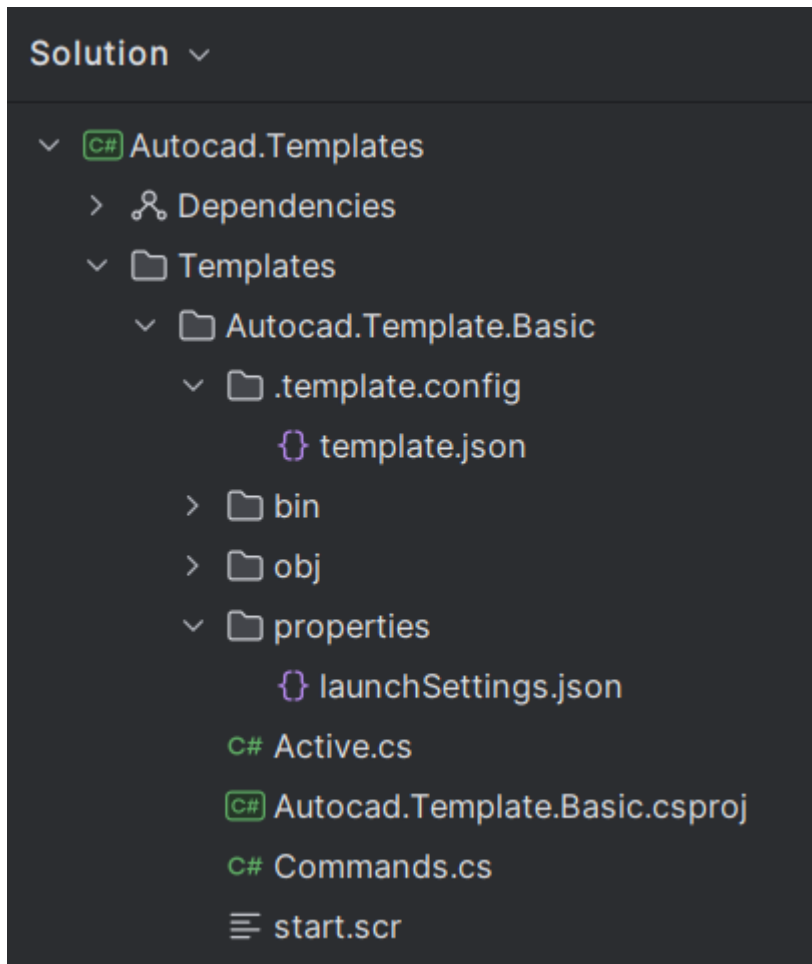 Solution
C# Autocad.Templates
Dependencies
Templates
Autocad.Template.Basic
.template.config
{} template.json
bin
obj
properties
{} launchSettings.json
C# Active.cs
C# Autocad.Template.Basic.csproj
C# Commands.cs
start.scr